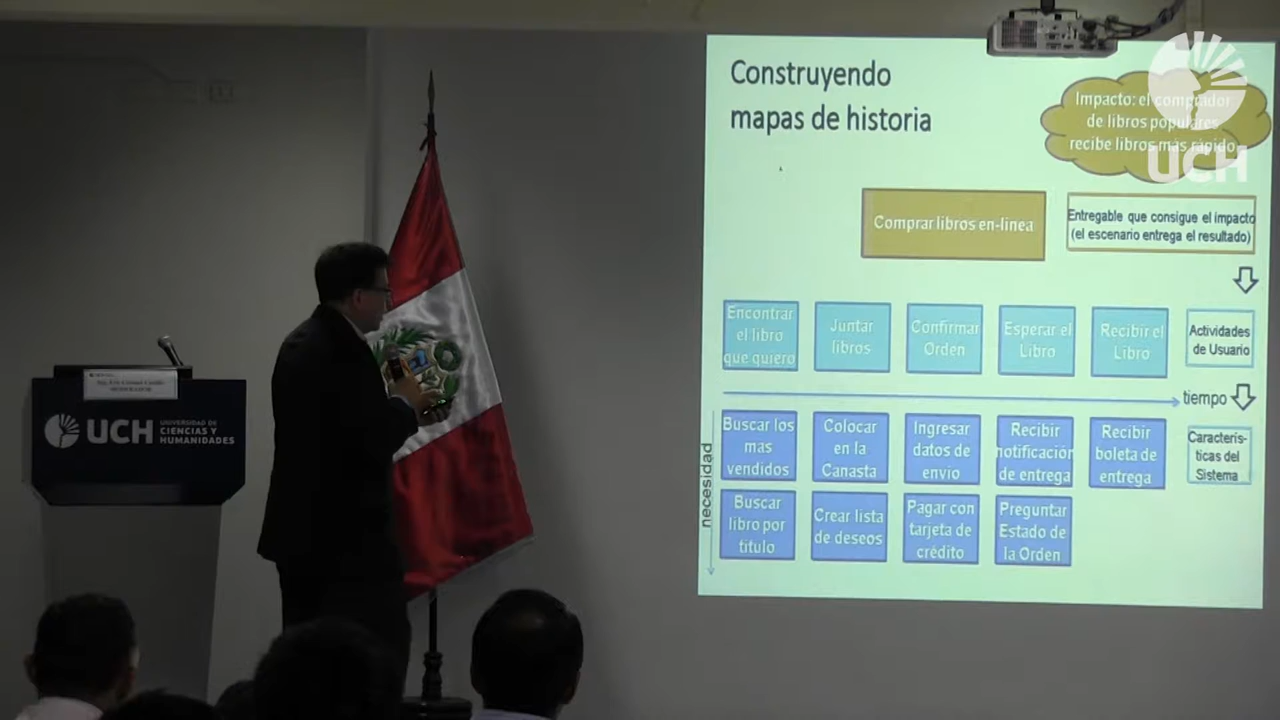 Construyendo
mapas de historia
Impacto: el comprador
de libros populares
recibe libros más rápido
UCH
Comprar libros en-línea
Entregable que consigue el impacto
(el escenario entrega el resultado)
Encontrar
el libro
que quiero
Juntar
libros
Confirmar
Orden
Esperar el
Libro
Recibir el
Libro
Actividades
de Usuario
tiempo
necesidad
Buscar los
mas
vendidos
Colocar
en la
Canasta
Ingresar
datos de
envio
Recibir
notificación
de entrega
Recibir
boleta de
entrega
Caracterís-
ticas del
Sistema
Buscar
libro por
titulo
Crear lista
de deseos
Pagar con
tarjeta de
crédito
Preguntar
Estado de
la Orden
UCH
UNIVERSIDAD DE
CIENCIAS Y
HUMANIDADES